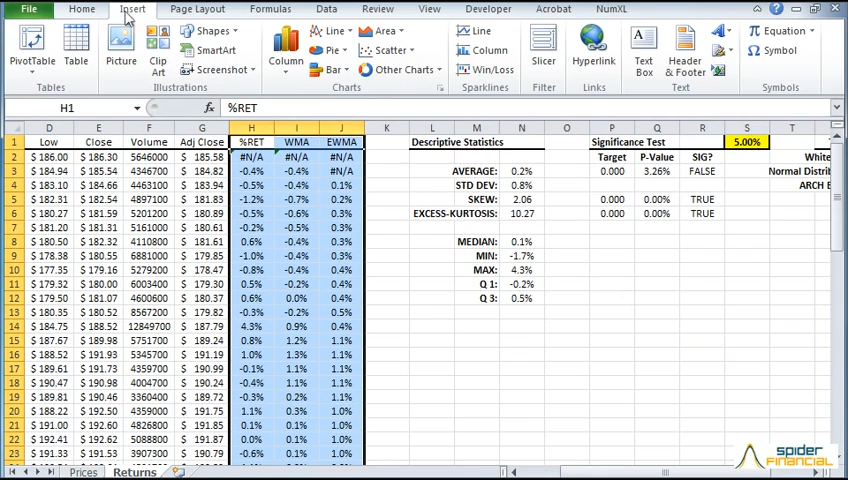 File Home Insert Page Layout Formulas Data Review View Developer Acrobat NumXL
PivotTable Table Picture Clip Art Shapes SmartArt Screenshot Column Line Pie Bar Area Scatter Other Charts Line Column Win/Loss Slicer Hyperlink Text Box Header & Footer Equation Symbol
Tables Illustrations Charts Sparklines Filter Links Text Symbols
H1 fx %RET
D E F G H I J K L M N O P Q R S T
1 Low Close Volume Adj Close %RET WMA EWMA Descriptive Statistics Significance Test 5.00%
2 $ 186.00 $ 186.30 5646000 $ 185.58 #N/A #N/A #N/A Target P-Value SIG? White
3 $ 184.94 $ 185.54 4346700 $ 184.82 -0.4% -0.4% #N/A AVERAGE: 0.2% 0.000 3.26% FALSE Normal Distri
4 $ 183.10 $ 184.66 4463100 $ 183.94 -0.5% -0.4% 0.1% STD DEV: 0.8% ARCH E
5 $ 182.31 $ 182.54 4897100 $ 181.83 -1.2% -0.7% 0.2% SKEW: 2.06 0.000 0.00% TRUE
6 $ 180.27 $ 181.59 5201200 $ 180.89 -0.5% -0.6% 0.3% EXCESS-KURTOSIS: 10.27 0.000 0.00% TRUE
7 $ 181.20 $ 181.31 5160800 $ 180.61 -0.2% -0.5% 0.3%
8 $ 180.50 $ 182.32 4110800 $ 181.61 0.6% -0.4% 0.3% MEDIAN: 0.1%
9 $ 178.38 $ 180.55 6881000 $ 179.85 -1.0% -0.4% 0.3% MIN: -1.7%
10 $ 177.35 $ 179.16 5279200 $ 178.47 -0.8% -0.4% 0.4% MAX: 4.3%
11 $ 179.32 $ 180.00 6003400 $ 179.30 0.5% -0.2% 0.4% Q 1: -0.2%
12 $ 179.50 $ 181.07 4600600 $ 180.37 0.6% 0.0% 0.4% Q 3: 0.5%
13 $ 180.35 $ 180.52 8567200 $ 179.82 -0.3% -0.2% 0.5%
14 $ 184.75 $ 188.52 12849700 $ 187.79 4.3% 0.9% 0.4%
15 $ 187.67 $ 189.98 5751700 $ 189.24 0.8% 1.2% 1.1%
16 $ 188.52 $ 191.93 5345700 $ 191.19 1.0% 1.3% 1.1%
17 $ 191.28 $ 191.73 4359700 $ 190.99 -0.1% 1.1% 1.1%
18 $ 190.47 $ 190.98 4004700 $ 190.24 -0.4% 1.1% 1.1%
19 $ 189.81 $ 190.46 3360400 $ 189.72 -0.3% 1.1% 1.1%
20 $ 188.22 $ 192.50 4359000 $ 191.75 1.1% 0.3% 1.0%
21 $ 191.00 $ 192.60 4254800 $ 191.85 0.1% 0.1% 1.0%
22 $ 192.41 $ 192.62 5088800 $ 191.87 0.0% 0.1% 1.0%
23 $ 191.33 $ 191.53 3907300 $ 190.79 -0.6% 0.1% 1.0%
Prices Returns
spider
FINANCIAL